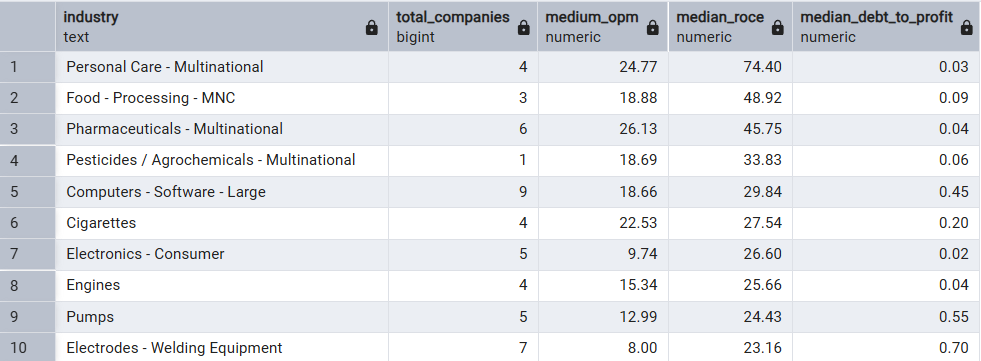 industry total_companies medium_opm median_roce median_debt_to_profit
text bigint numeric numeric numeric
1 Personal Care - Multinational 4 24.77 74.40 0.03
2 Food - Processing - MNC 3 18.88 48.92 0.09
3 Pharmaceuticals - Multinational 6 26.13 45.75 0.04
4 Pesticides / Agrochemicals - Multinational 1 18.69 33.83 0.06
5 Computers - Software - Large 9 18.66 29.84 0.45
6 Cigarettes 4 22.53 27.54 0.20
7 Electronics - Consumer 5 9.74 26.60 0.02
8 Engines 4 15.34 25.66 0.04
9 Pumps 5 12.99 24.43 0.55
10 Electrodes - Welding Equipment 7 8.00 23.16 0.70